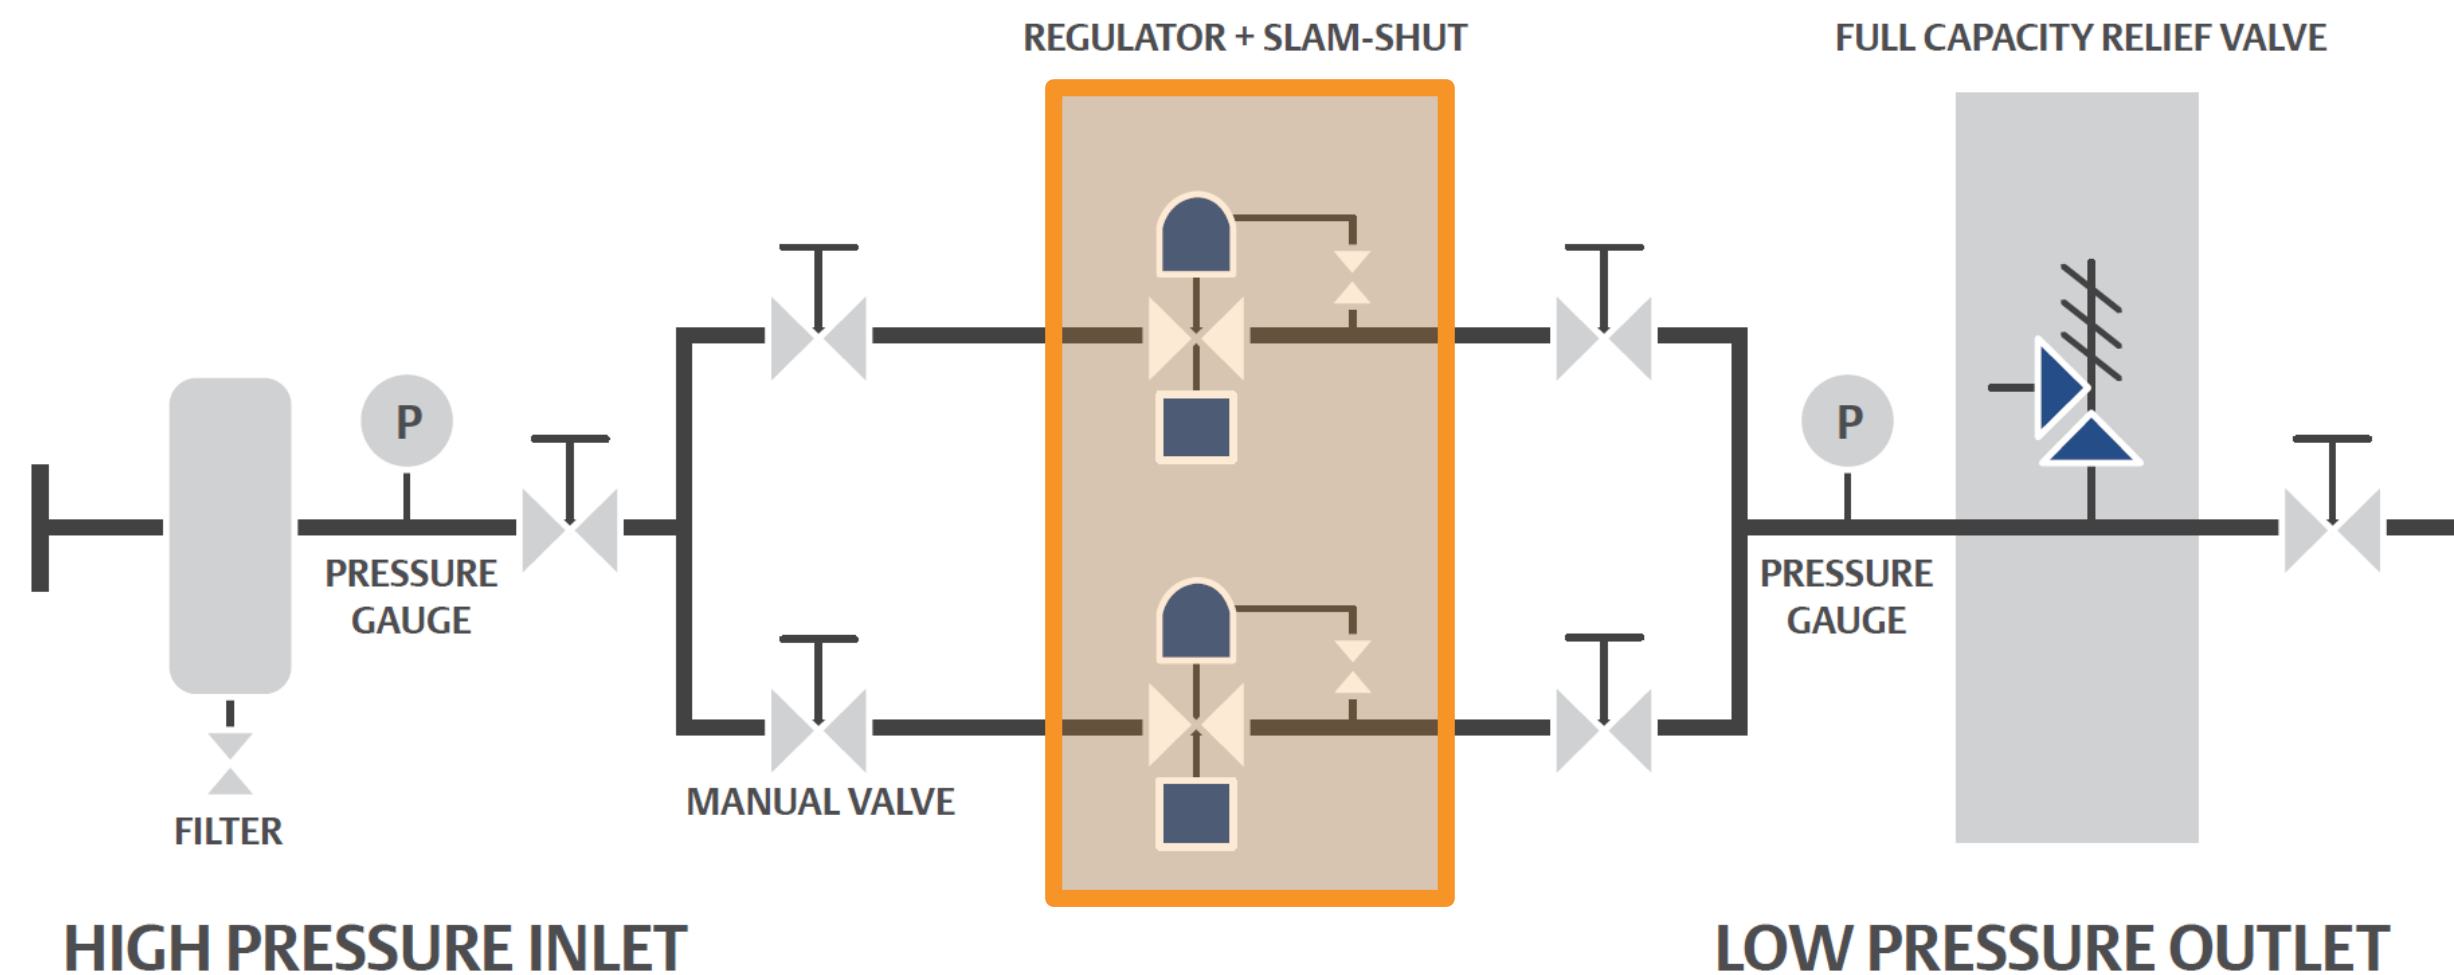 REGULATOR + SLAM-SHUT
FULL CAPACITY RELIEF VALVE
P
P
PRESSURE
GAUGE
PRESSURE
GAUGE
MANUAL VALVE
FILTER
HIGH PRESSURE INLET
LOW PRESSURE OUTLET